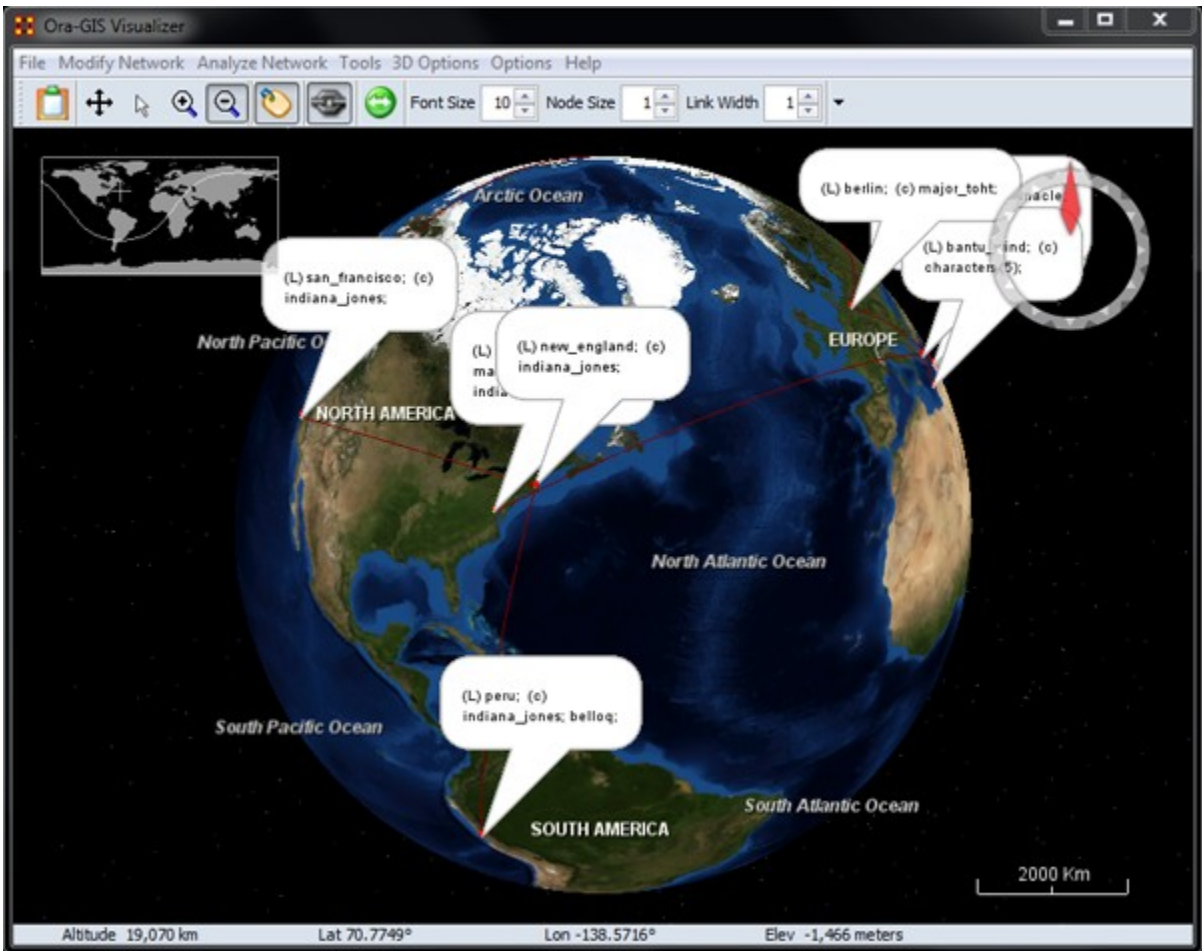 Ora-GIS Visualizer
File Modify Network Analyze Network Tools 3D Options Options Help
Font Size 10 Node Size 1 Link Width 1
Arctic Ocean
(L) berlin; (c) major_toht;
(L) san_francisco; (c)
indiana_jones;
(L)
characters (5);
North Pacific
(L) new_england; (c)
indiana_jones;
(L)
EUROPE
NORTH AMERICA
North Atlantic Ocean
(L) peru; (c)
indiana_jones; belloq;
South Pacific Ocean
South Atlantic Ocean
SOUTH AMERICA
2000 Km
Altitude 19,070 km Lat 70.7749° Lon -138.5716° Elev -1,466 meters